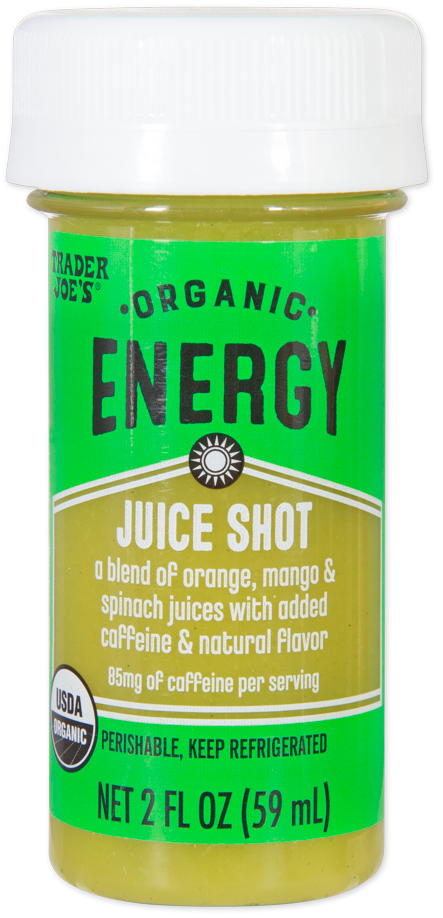 TRADER
JOE'S®
·ORGANIC·
ENERGY
JUICE SHOT
a blend of orange, mango &
spinach juices with added
caffeine & natural flavor
85mg of caffeine per serving
USDA
ORGANIC
PERISHABLE, KEEP REFRIGERATED
NET 2 FL OZ (59 mL)